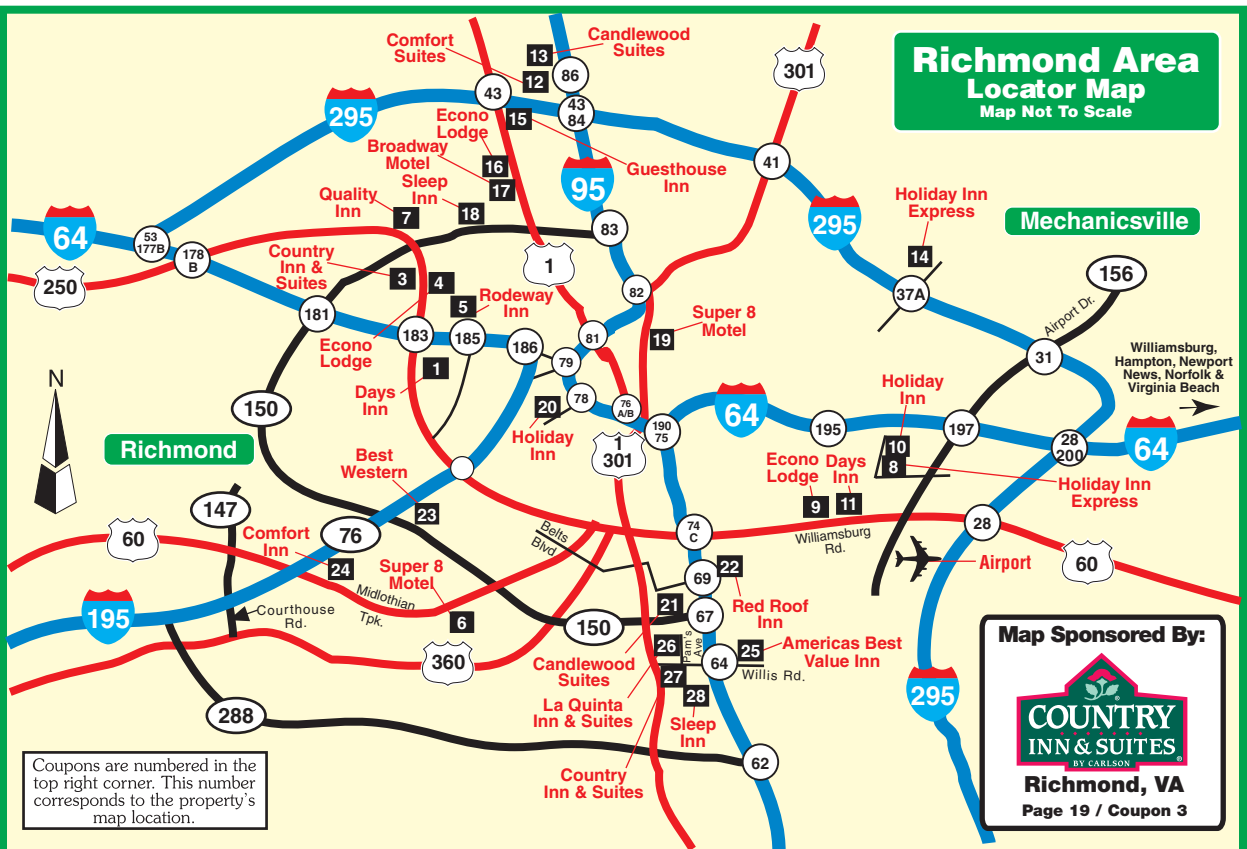 Richmond Area
Locator Map
Map Not To Scale
Comfort
Suites
13
Candlewood
Suites
12
86
301
43
43
84
295
Econo
Lodge
15
Broadway
Motel
16
Guesthouse
Inn
41
Sleep
Inn
17
95
Quality
Inn
7
18
295
Holiday Inn
Express
Mechanicsville
64
53
177B
83
14
178
B
Country
Inn &
Suites
3
4
1
156
250
82
37A
Airport Dr.
5
Rodeway
Inn
181
Super 8
Motel
183
185
186
81
19
31
Econo
Lodge
79
Williamsburg,
Hampton, Newport
News, Norfolk &
Virginia Beach
N
1
Days
Inn
78
76
A/B
Holiday
Inn
150
20
64
190
75
195
197
28
200
64
Holiday
Inn
1
301
10
8
Richmond
Best
Western
Econo
Lodge
Days
Inn
Holiday Inn
Express
23
9
11
147
60
76
Belts
Blvd
74
C
Williamsburg
Rd.
28
Comfort
Inn
24
Super 8
Motel
69
22
Airport
60
195
Courthouse
Rd.
Midlothian
Tpk.
6
21
Red Roof
Inn
67
150
26
Pam's
Ave
25
Americas Best
Value Inn
360
Candlewood
Suites
64
Willis Rd.
27
28
La Quinta
Inn & Suites
Sleep
Inn
295
288
62
Country
Inn & Suites
Coupons are numbered in the
top right corner. This number
corresponds to the property's
map location.
Map Sponsored By:
®
COUNTRY
INN & SUITES
BY CARLSON
Richmond, VA
Page 19 / Coupon 3